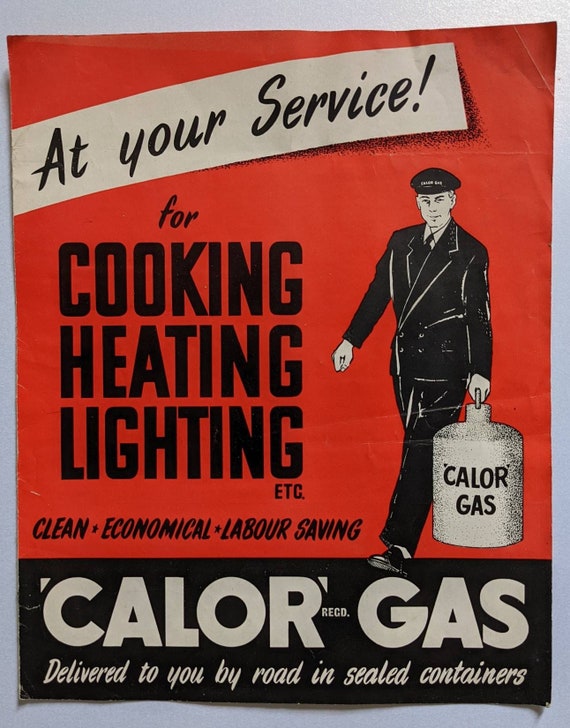 At your Service!
for
COOKING
HEATING
LIGHTING
ETC.
CLEAN * ECONOMICAL * LABOUR SAVING
CALOR GAS
'CALOR'
GAS
'CALOR' REGD. GAS
Delivered to you by road in sealed containers